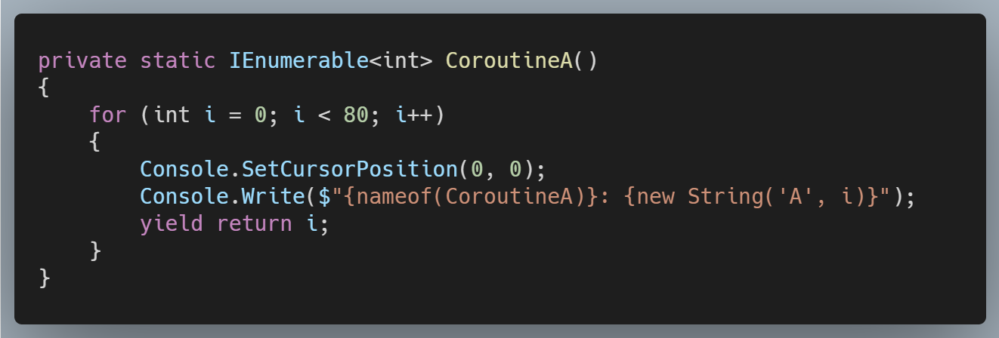 private static IEnumerable<int> CoroutineA()
{
    for (int i = 0; i < 80; i++)
    {
        Console.SetCursorPosition(0, 0);
        Console.Write($"{nameof(CoroutineA)}: {new String('A', i)}");
        yield return i;
    }
}